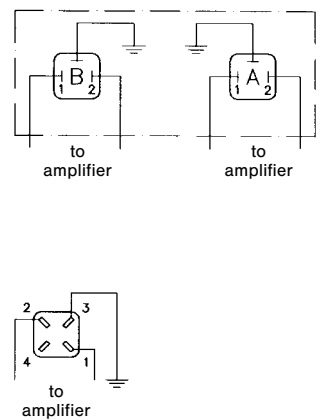 B A
1 2 1 2
to to
amplifier amplifier
2 3
4 1
to
amplifier